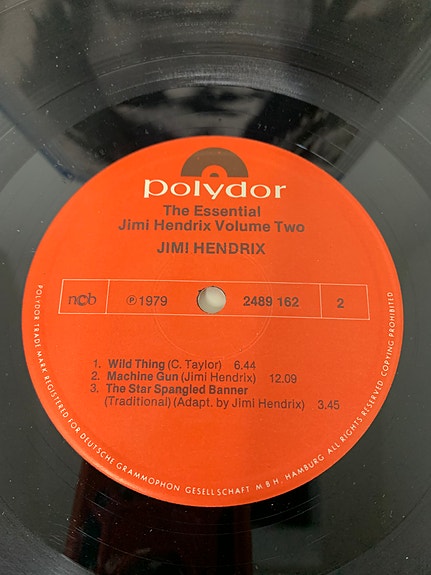 polydor
The Essential
Jimi Hendrix Volume Two
JIMI HENDRIX
ncb
℗ 1979
2489 162
2
1. Wild Thing (C. Taylor) 6.44
2. Machine Gun (Jimi Hendrix) 12.09
3. The Star Spangled Banner
(Traditional) (Adapt. by Jimi Hendrix) 3.45
POLYDOR TRADE MARK REGISTERED FOR DEUTSCHE GRAMMOPHON GESELLSCHAFT M B H, HAMBURG ALL RIGHTS RESERVED COPYING PROHIBITED